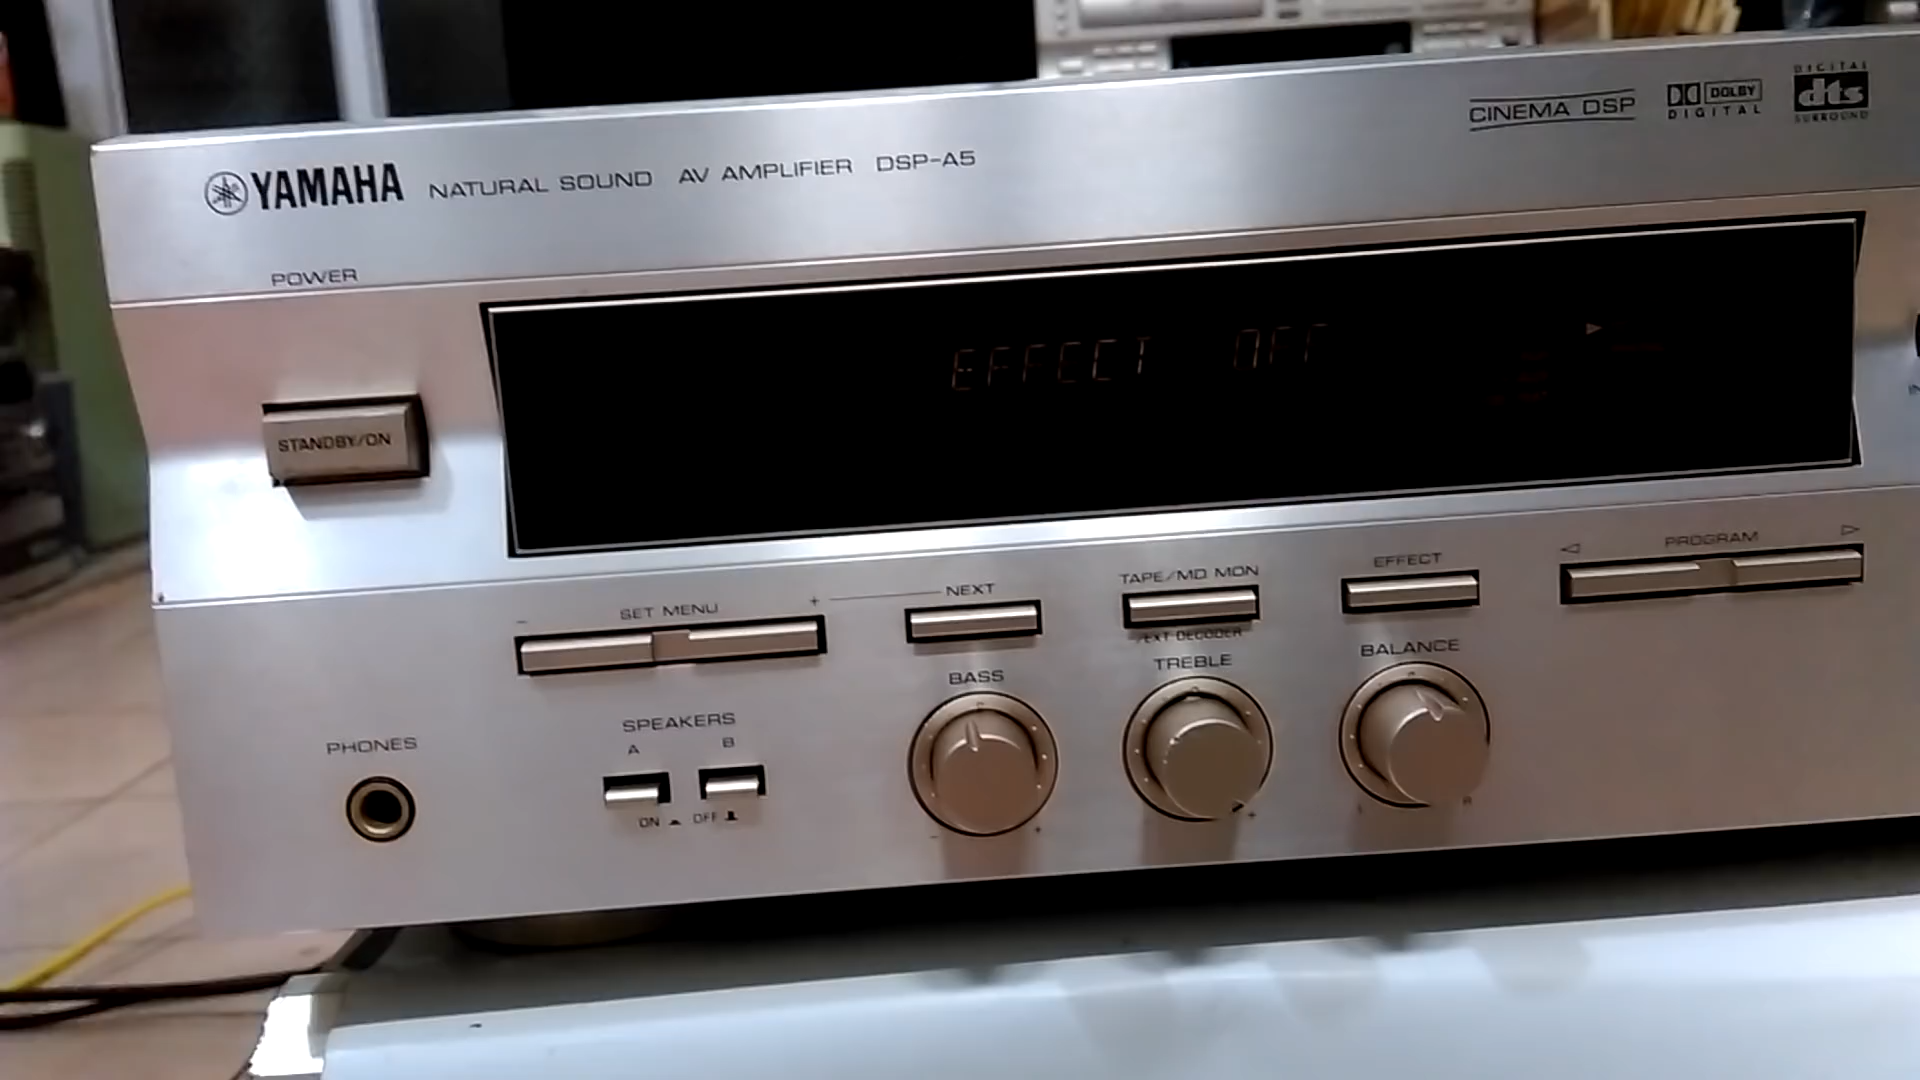 YAMAHA NATURAL SOUND AV AMPLIFIER DSP-A5
CINEMA DSP
DOLBY
DIGITAL
DIGITAL
dts
SURROUND
POWER
STANDBY/ON
EFFECT OFF
SET MENU
- +
NEXT
TAPE/MD MON
/EXT DECODER
EFFECT
PROGRAM
PHONES
SPEAKERS
A B
ON OFF
BASS
- +
TREBLE
+
BALANCE
L R